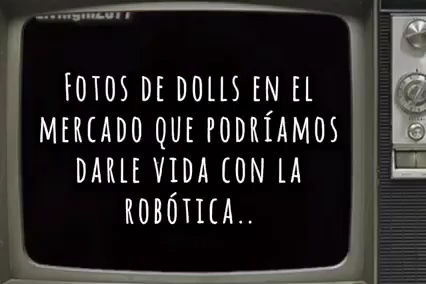 Fotos de dolls en el
mercado que podríamos
darle vida con la
robótica..